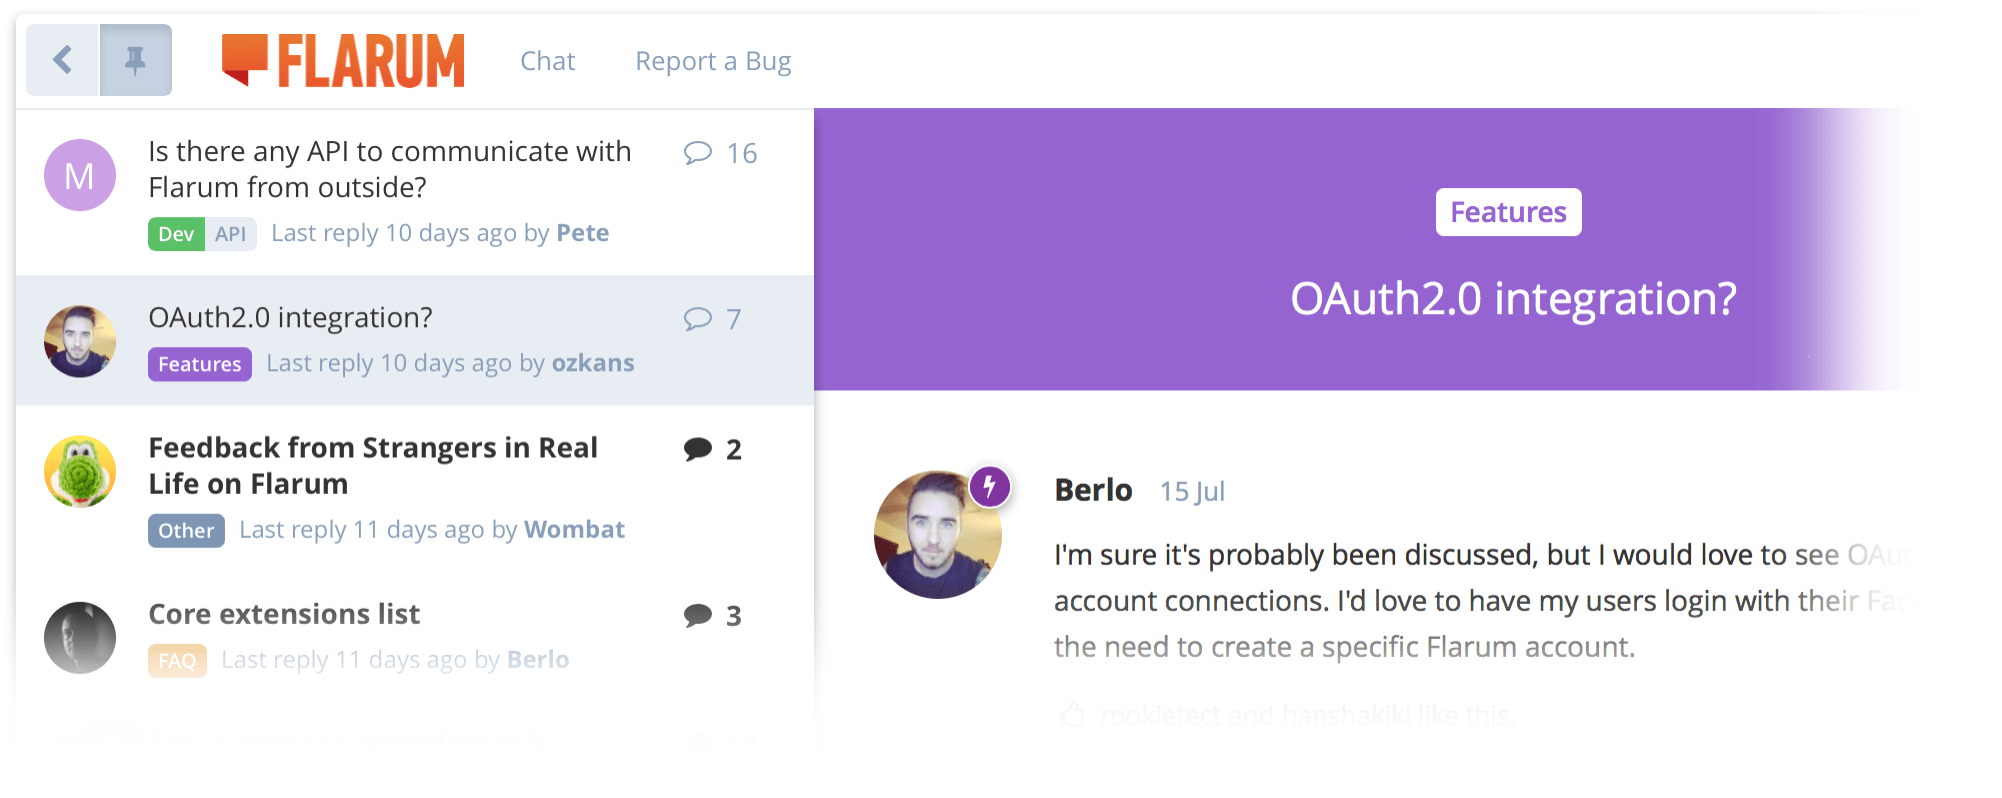 FLARUM
Chat
Report a Bug
M
Is there any API to communicate with
Flarum from outside?
16
Dev API Last reply 10 days ago by Pete
OAuth2.0 integration?
7
Features Last reply 10 days ago by ozkans
Feedback from Strangers in Real
Life on Flarum
2
Other Last reply 11 days ago by Wombat
Core extensions list
3
FAQ Last reply 11 days ago by Berlo
Features
OAuth2.0 integration?
Berlo 15 Jul
I'm sure it's probably been discussed, but I would love to see OAut
account connections. I'd love to have my users login with their Fac
the need to create a specific Flarum account.
rookietect and hanshakiki like this.